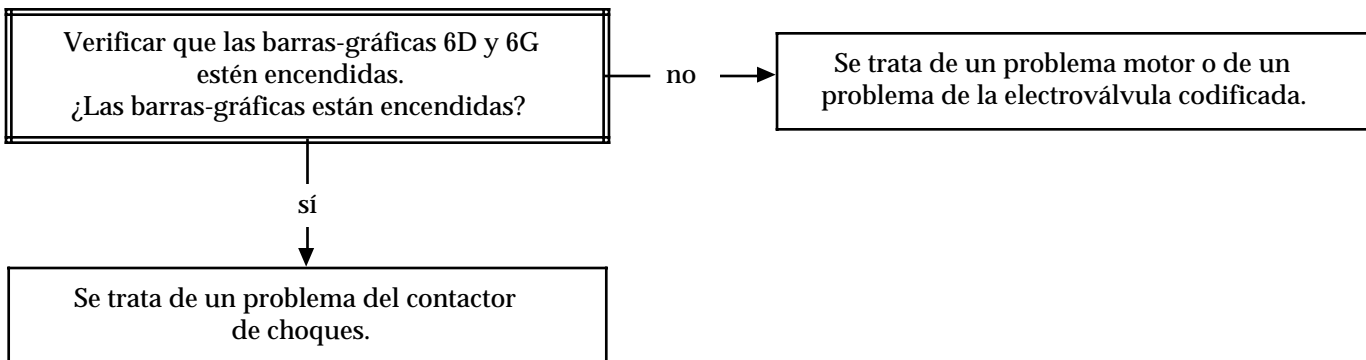 Verificar que las barras-gráficas 6D y 6G
estén encendidas.
¿Las barras-gráficas están encendidas?
no
Se trata de un problema motor o de un
problema de la electroválvula codificada.
sí
Se trata de un problema del contactor
de choques.